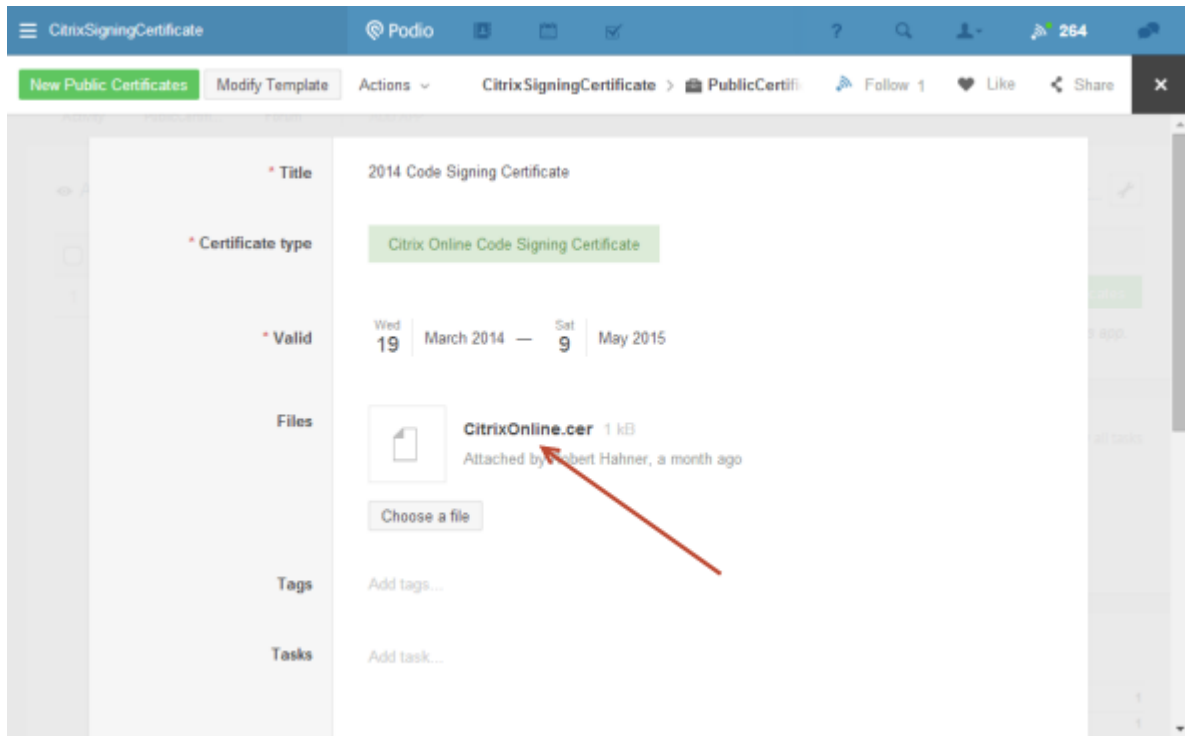 CitrixSigningCertificate Podio ? 264
New Public Certificates Modify Template Actions CitrixSigningCertificate > PublicCertifi Follow 1 Like Share ×
* Title 2014 Code Signing Certificate
* Certificate type Citrix Online Code Signing Certificate
* Valid Wed 19 March 2014 — Sat 9 May 2015
Files CitrixOnline.cer 1 kB
Attached by Robert Hahner, a month ago
Choose a file
Tags Add tags...
Tasks Add task...